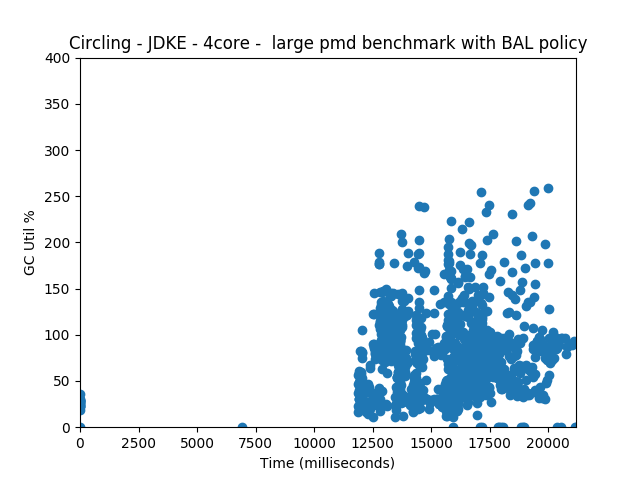 Circling - JDKE - 4core -  large pmd benchmark with BAL policy
400
350
300
250
200
150
100
50
0
GC Util %
0 2500 5000 7500 10000 12500 15000 17500 20000
Time (milliseconds)